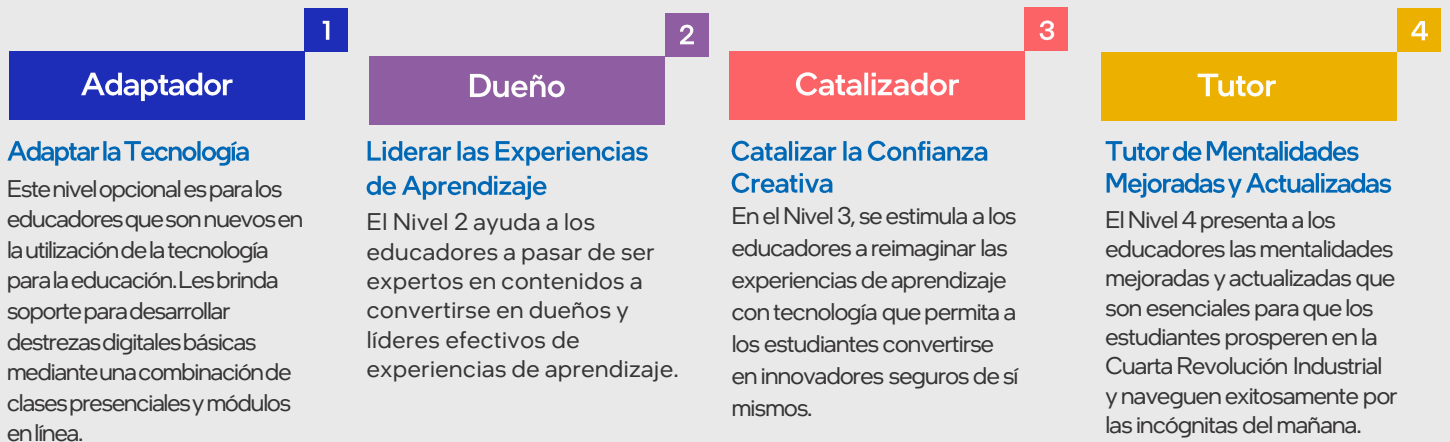 1
Adaptador
Adaptar la Tecnología
Este nivel opcional es para los
educadores que son nuevos en
la utilización de la tecnología
para la educación. Les brinda
soporte para desarrollar
destrezas digitales básicas
mediante una combinación de
clases presenciales y módulos
en línea.
2
Dueño
Liderar las Experiencias
de Aprendizaje
El Nivel 2 ayuda a los
educadores a pasar de ser
expertos en contenidos a
convertirse en dueños y
líderes efectivos de
experiencias de aprendizaje.
3
Catalizador
Catalizar la Confianza
Creativa
En el Nivel 3, se estimula a los
educadores a reimaginar las
experiencias de aprendizaje
con tecnología que permita a
los estudiantes convertirse
en innovadores seguros de sí
mismos.
4
Tutor
Tutor de Mentalidades
Mejoradas y Actualizadas
El Nivel 4 presenta a los
educadores las mentalidades
mejoradas y actualizadas que
son esenciales para que los
estudiantes prosperen en la
Cuarta Revolución Industrial
y naveguen exitosamente por
las incógnitas del mañana.